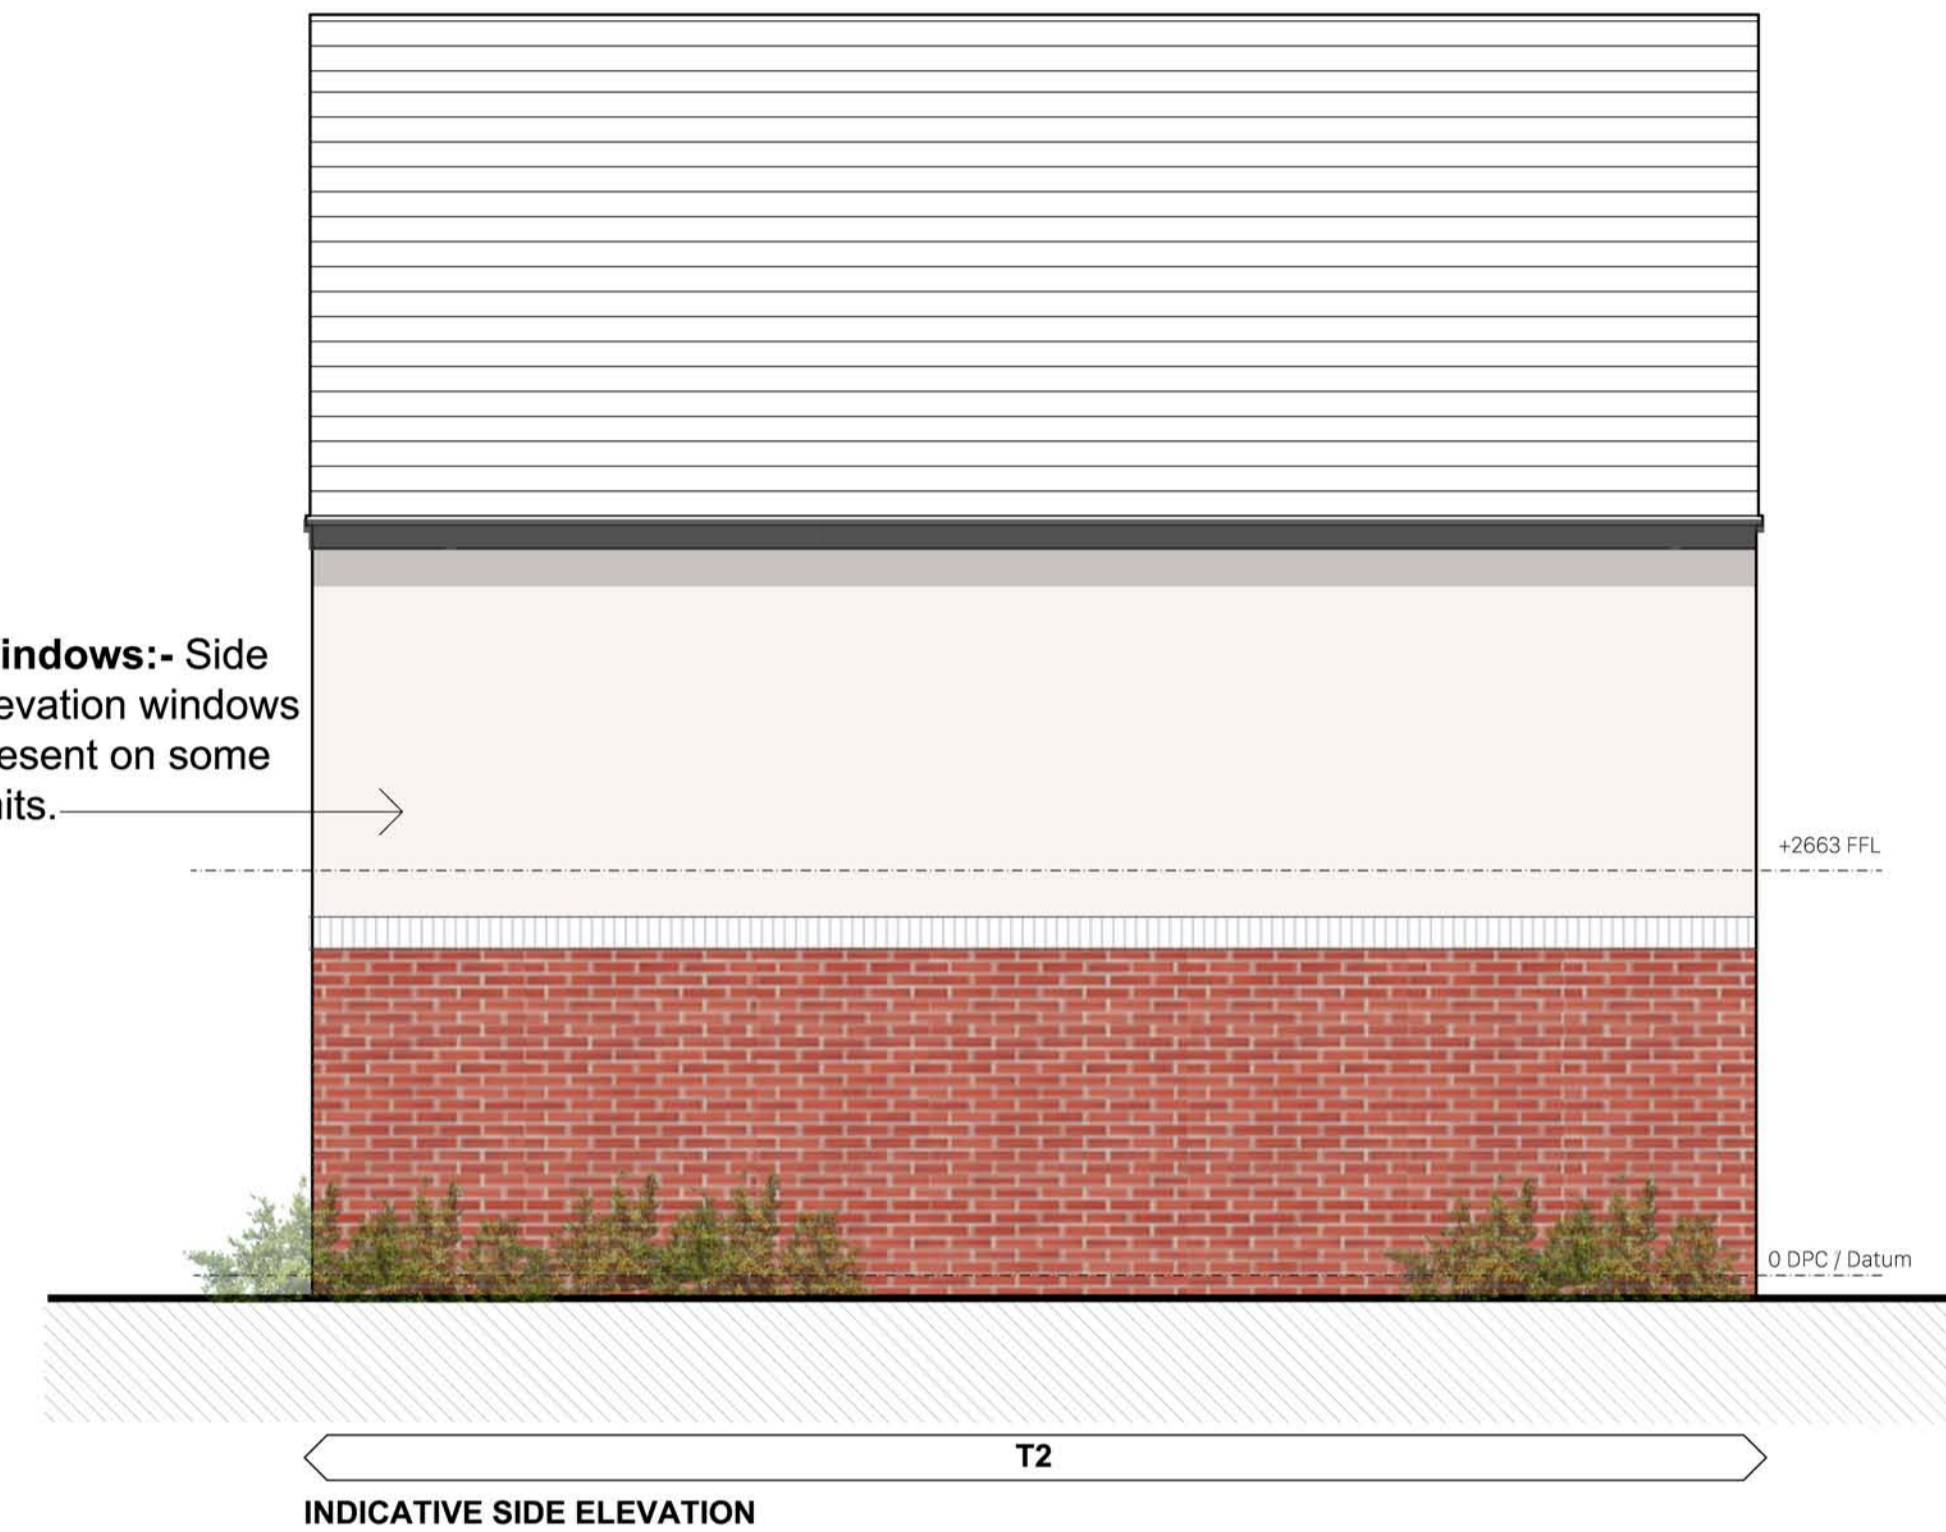 indows:- Side
evation windows
esent on some
its.
+2663 FFL
0 DPC / Datum
T2
INDICATIVE SIDE ELEVATION